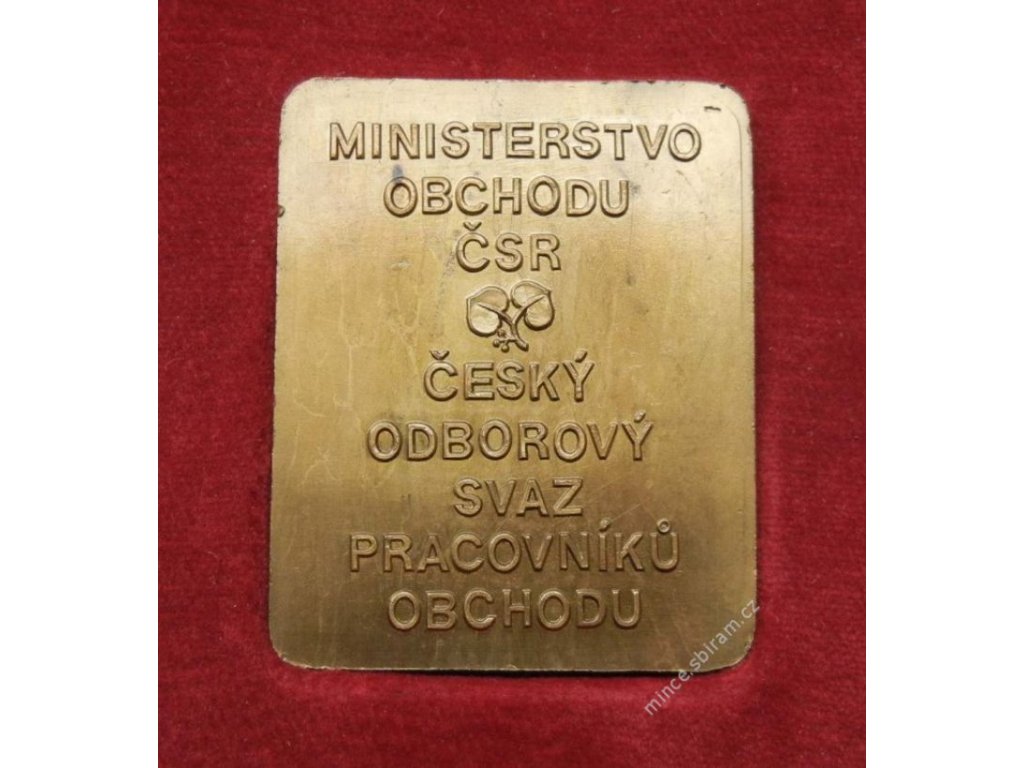 MINISTERSTVO
OBCHODU
ČSR
ČESKÝ
ODBOROVÝ
SVAZ
PRACOVNÍKŮ
OBCHODU
mince.sbiram.cz